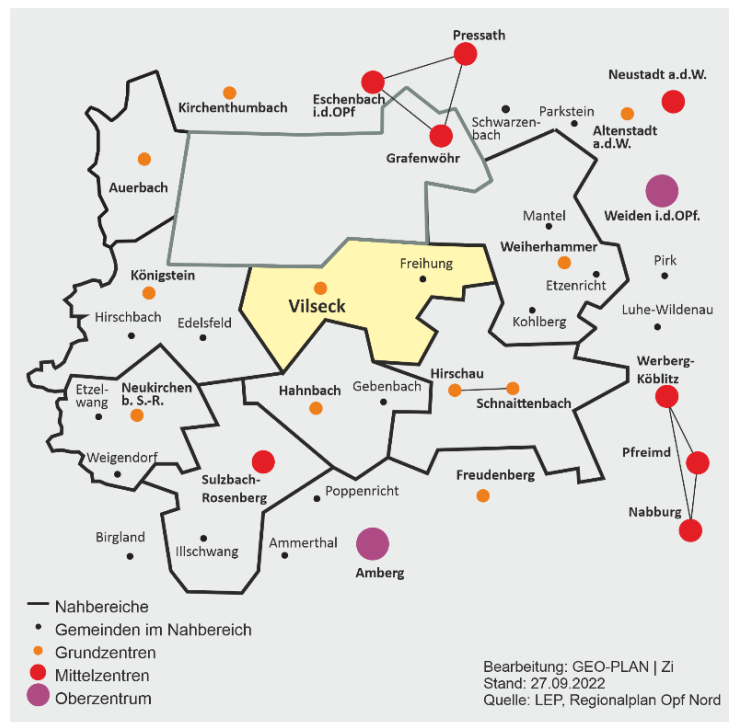 Pressath
Neustadt a.d.W.
Eschenbach
i.d.OPf
Kirchenthumbach
Schwarzen-
bach
Parkstein
Altenstadt
a.d.W.
Grafenwöhr
Auerbach
Weiden i.d.OPf.
Mantel
Weiherhammer
Königstein
Freihung
Etzenricht
Pirk
Vilseck
Hirschbach
Edelsfeld
Kohlberg
Luhe-Wildenau
Werberg-
Köblitz
Etzel-
wang
Neukirchen
b. S.-R.
Hahnbach
Gebenbach
Hirschau
Schnaittenbach
Weigendorf
Sulzbach-
Rosenberg
Pfreimd
Freudenberg
Poppenricht
Nabburg
Birgland
Illschwang
Ammerthal
Amberg
Nahbereiche
Gemeinden im Nahbereich
Grundzentren
Mittelzentren
Oberzentrum
Bearbeitung: GEO-PLAN | Zi
Stand: 27.09.2022
Quelle: LEP, Regionalplan Opf Nord